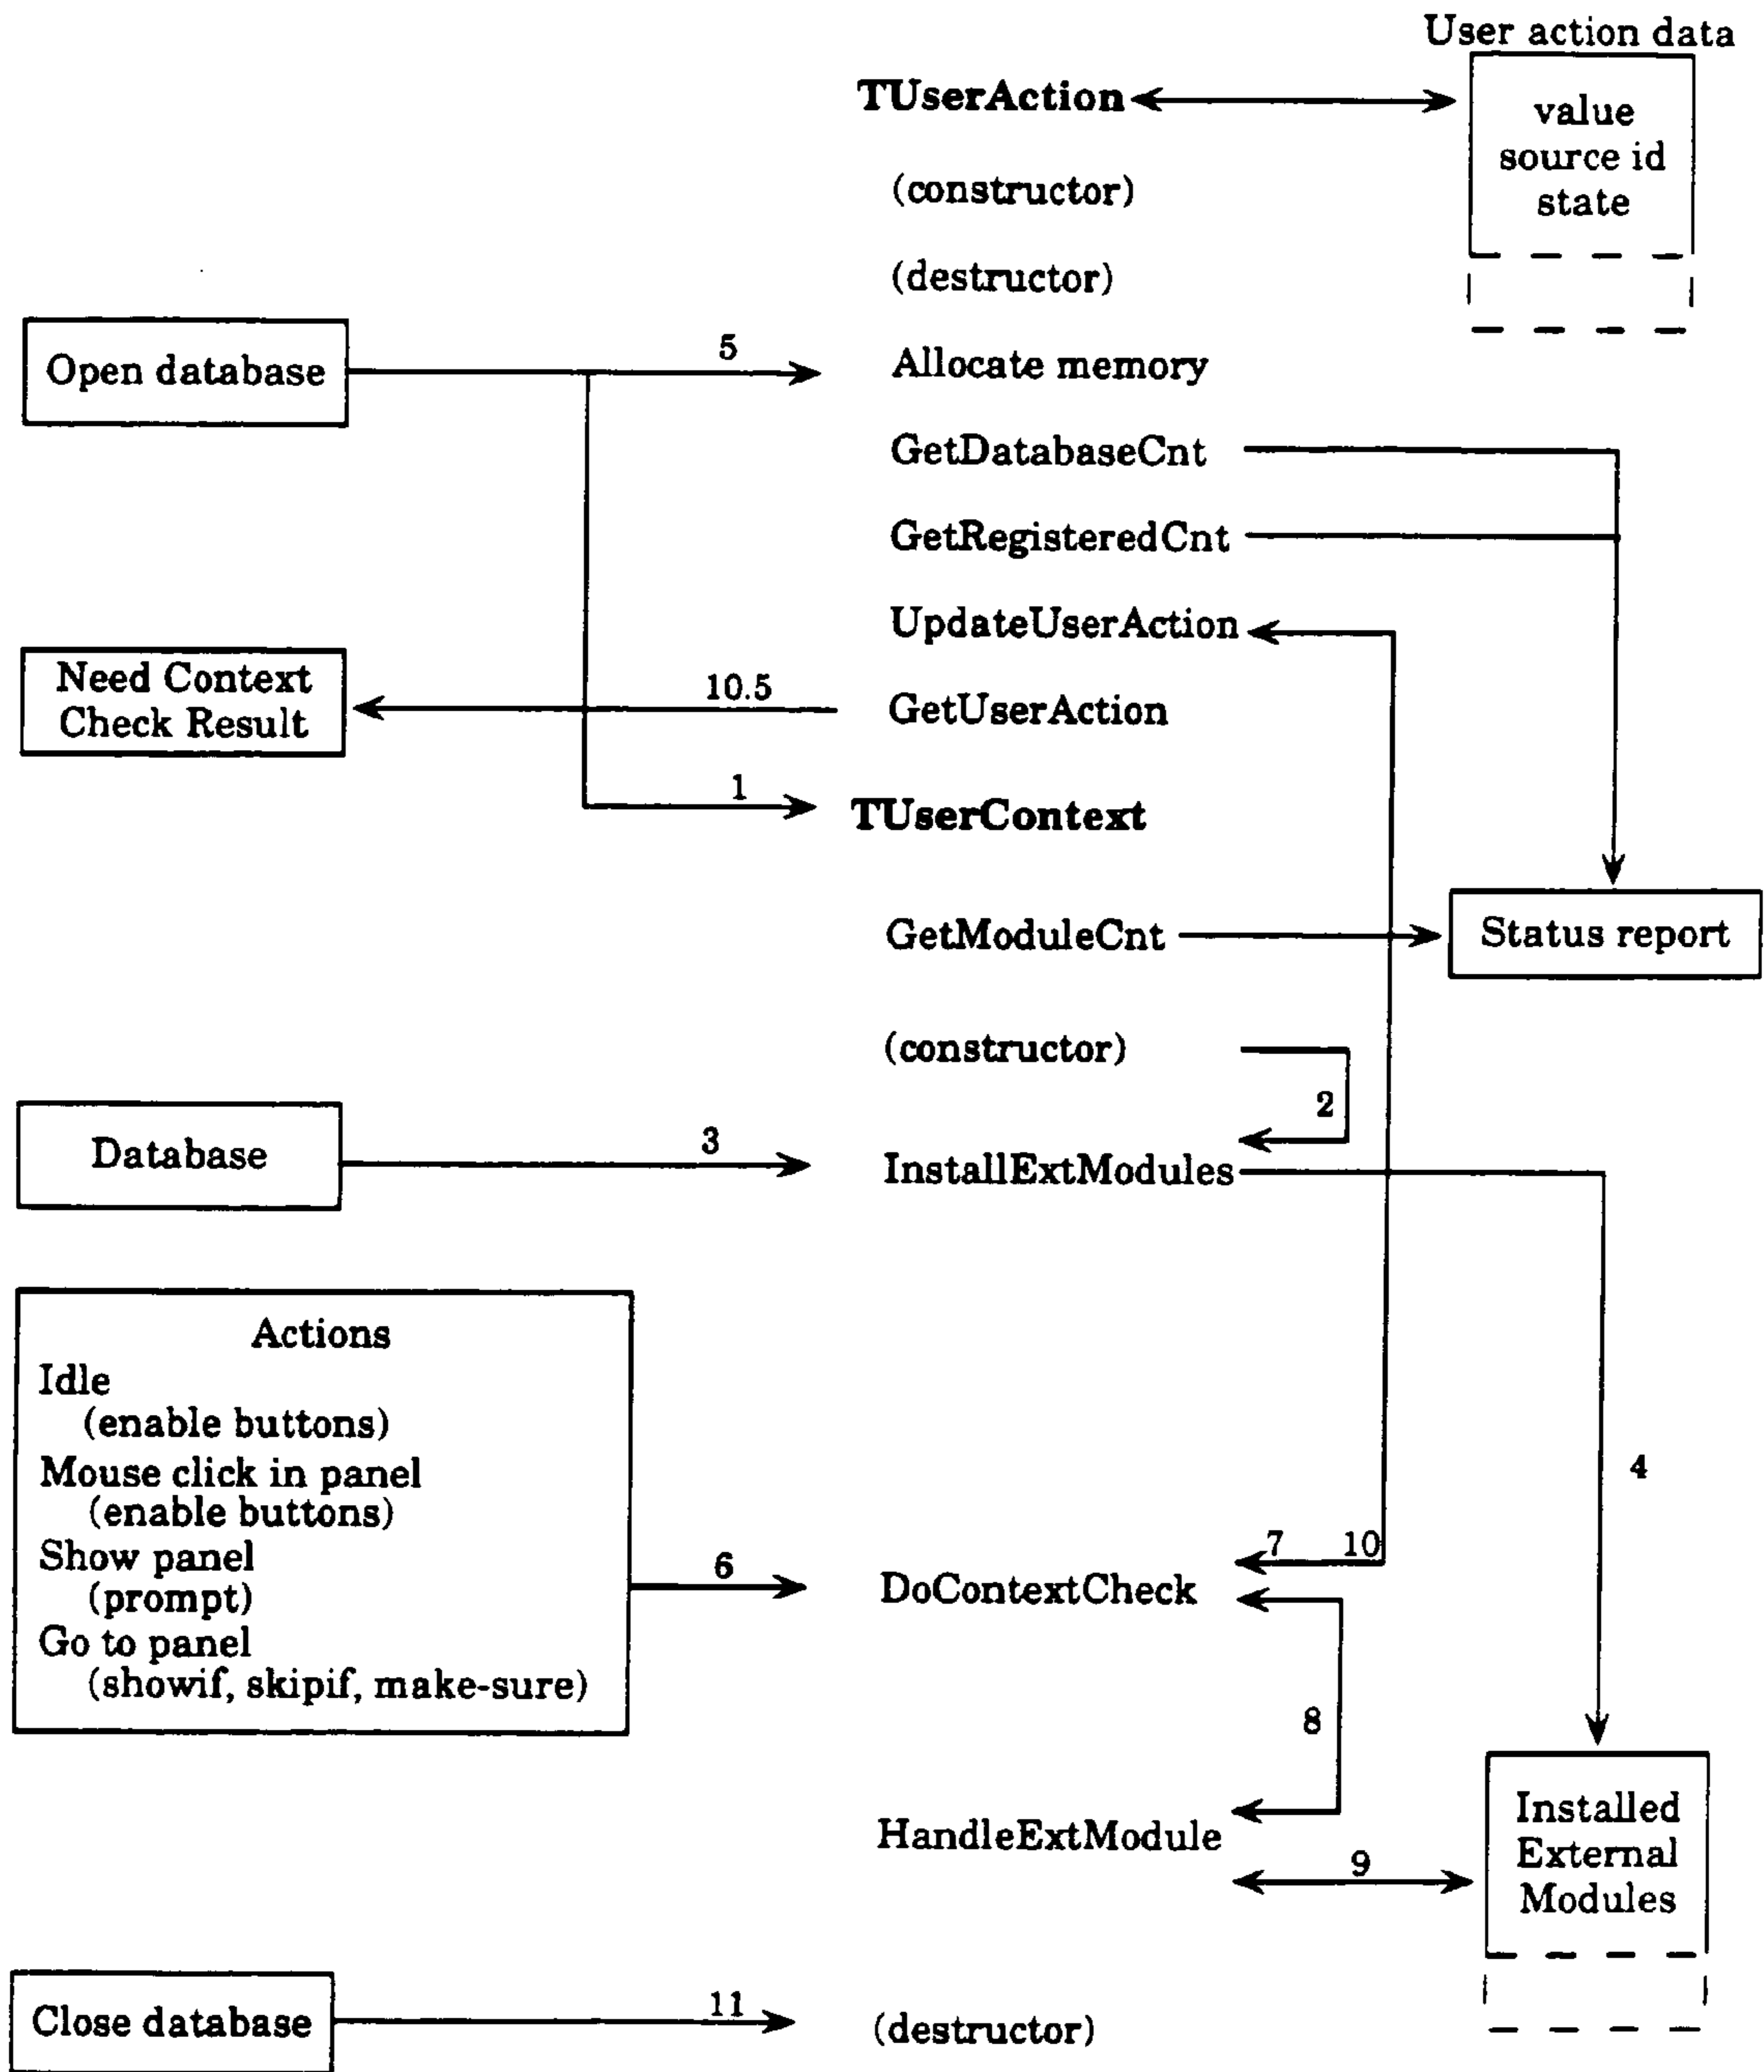 User action data
TUserAction
value
source id
state
(constructor)
(destructor)
Open database
5
Allocate memory
GetDatabaseCnt
GetRegisteredCnt
UpdateUserAction
Need Context
Check Result
10.5
GetUserAction
1
TUserContext
GetModuleCnt
Status report
(constructor)
2
Database
3
InstallExtModules
Actions
Idle
(enable buttons)
Mouse click in panel
(enable buttons)
Show panel
(prompt)
Go to panel
(showif, skipif, make-sure)
4
6
7
10
DoContextCheck
8
HandleExtModule
9
Installed
External
Modules
Close database
11
(destructor)